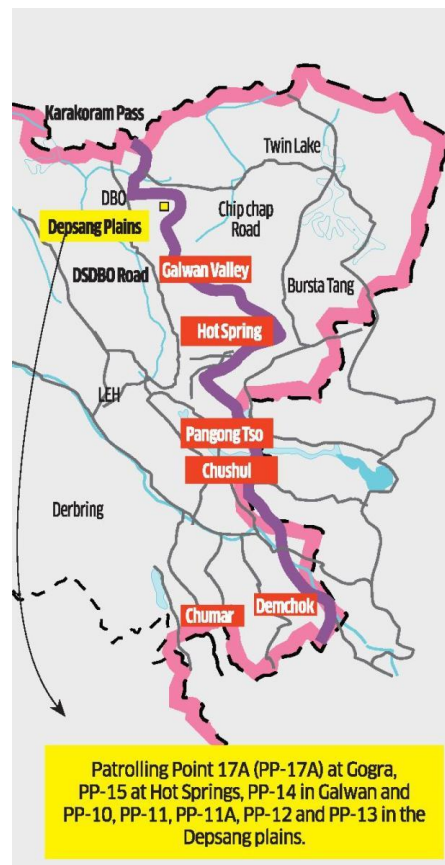 Karakoram Pass
Twin Lake
DBO
Chip chap
Road
Depsang Plains
DSDBO Road
Galwan Valley
Bursta Tang
Hot Spring
LEH
Pangong Tso
Chushul
Derbring
Demchok
Chumar
Patrolling Point 17A (PP-17A) at Gogra,
PP-15 at Hot Springs, PP-14 in Galwan and
PP-10, PP-11, PP-11A, PP-12 and PP-13 in the
Depsang plains.